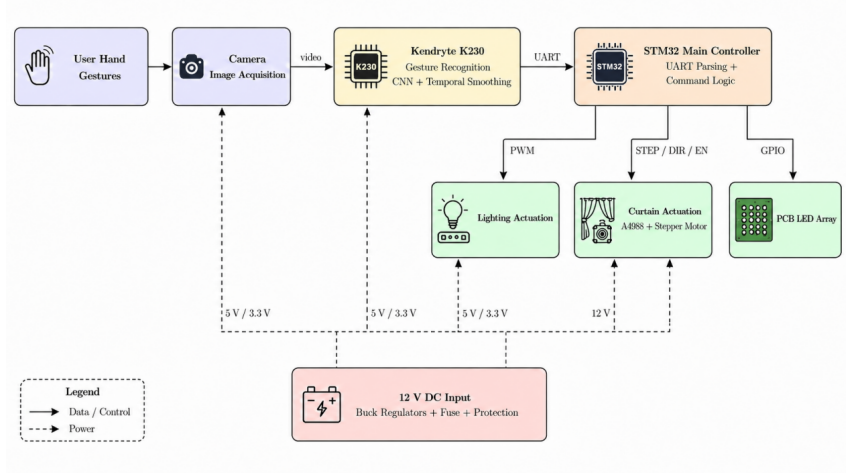 User Hand
Gestures
Camera
Image Acquisition
video
K230
Kendryte K230
Gesture Recognition
CNN + Temporal Smoothing
UART
STM32
STM32 Main Controller
UART Parsing +
Command Logic
PWM
STEP / DIR / EN
GPIO
Lighting Actuation
Curtain Actuation
A4988 + Stepper Motor
PCB LED Array
5 V / 3.3 V
5 V / 3.3 V
5 V / 3.3 V
12 V
12 V DC Input
Buck Regulators + Fuse + Protection
Legend
Data / Control
Power